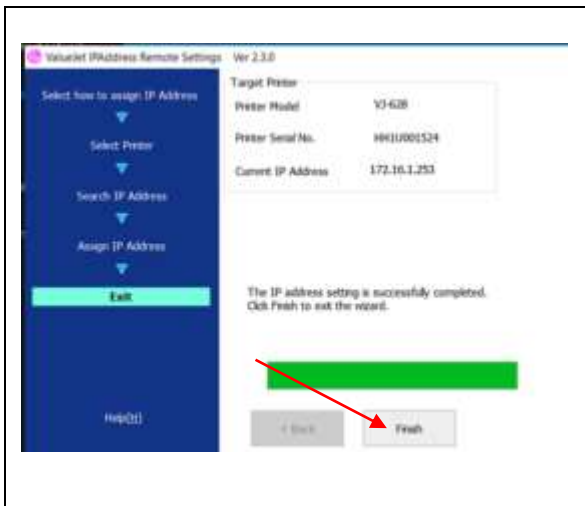 ValueJet IPAddress Remote Settings Ver 2.3.0
Select how to assign IP Address
Select Printer
Search IP Address
Assign IP Address
Exit
Help(H)
Target Printer
Printer Model VJ-628
Printer Serial No. HH1U001524
Current IP Address 172.16.1.253
The IP address setting is successfully completed.
Click Finish to exit the wizard.
< Back
Finish